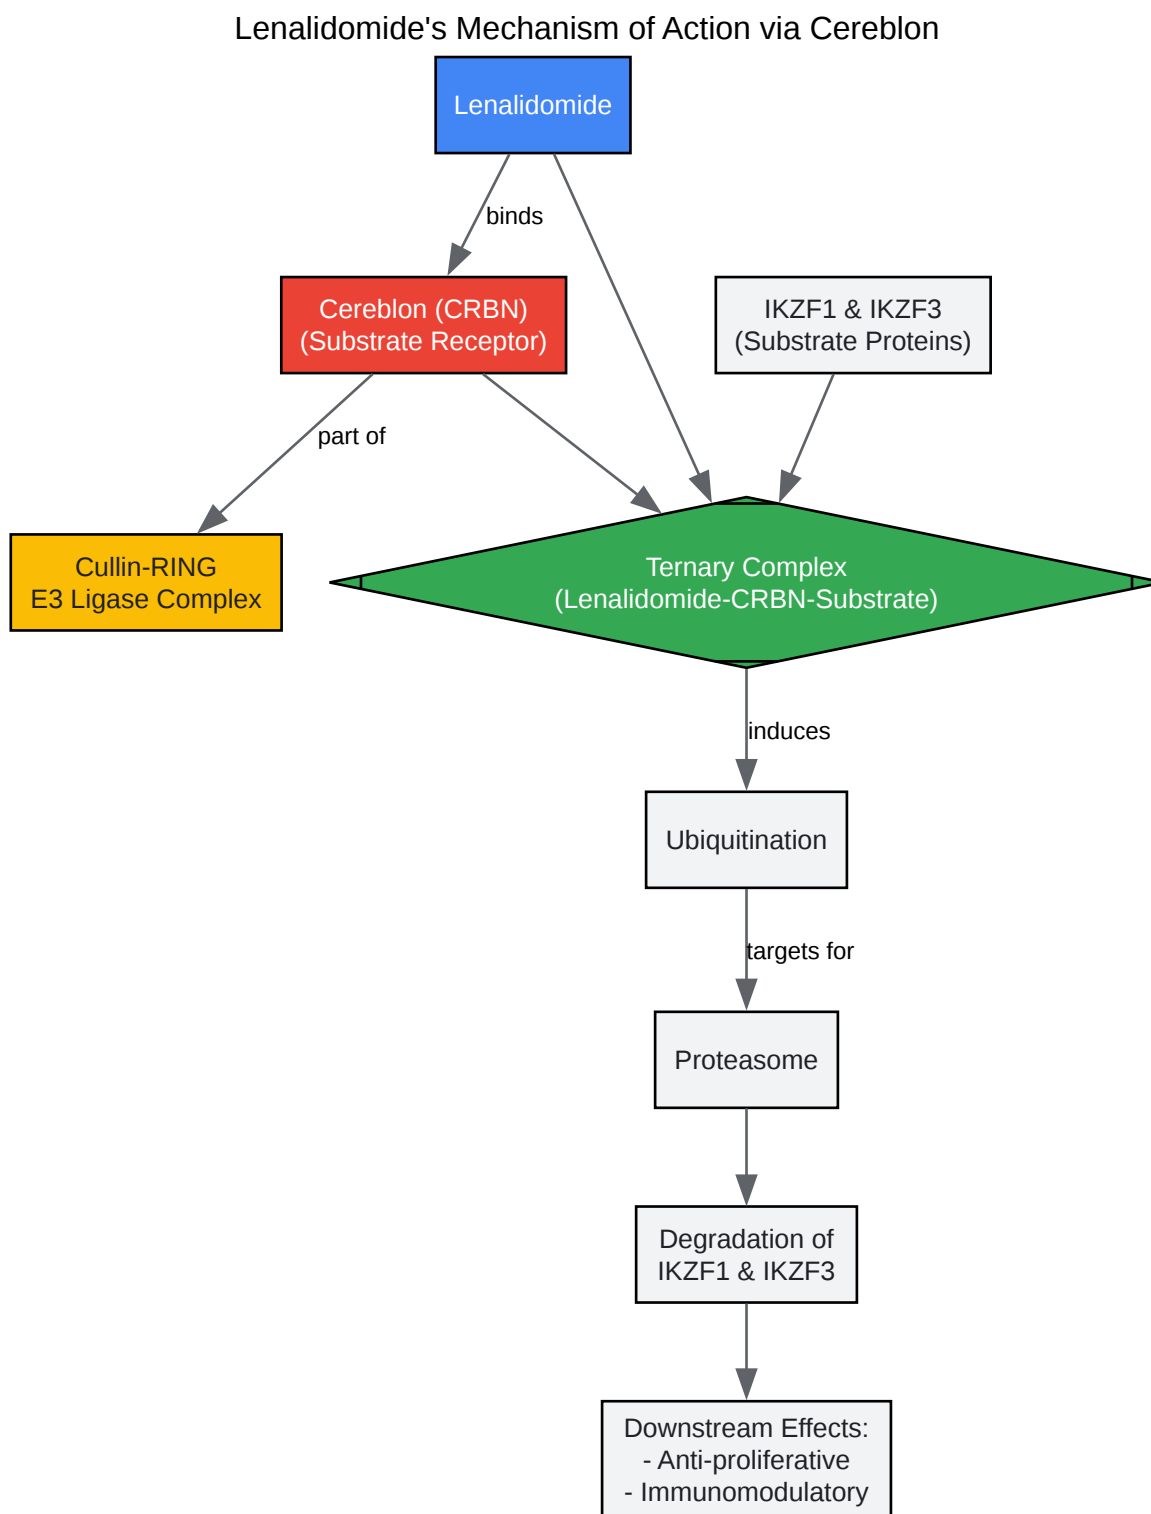 Lenalidomide's Mechanism of Action via Cereblon
Lenalidomide
binds
Cereblon (CRBN)
(Substrate Receptor)
IKZF1 & IKZF3
(Substrate Proteins)
part of
Cullin-RING
E3 Ligase Complex
Ternary Complex
(Lenalidomide-CRBN-Substrate)
induces
Ubiquitination
targets for
Proteasome
Degradation of
IKZF1 & IKZF3
Downstream Effects:
- Anti-proliferative
- Immunomodulatory